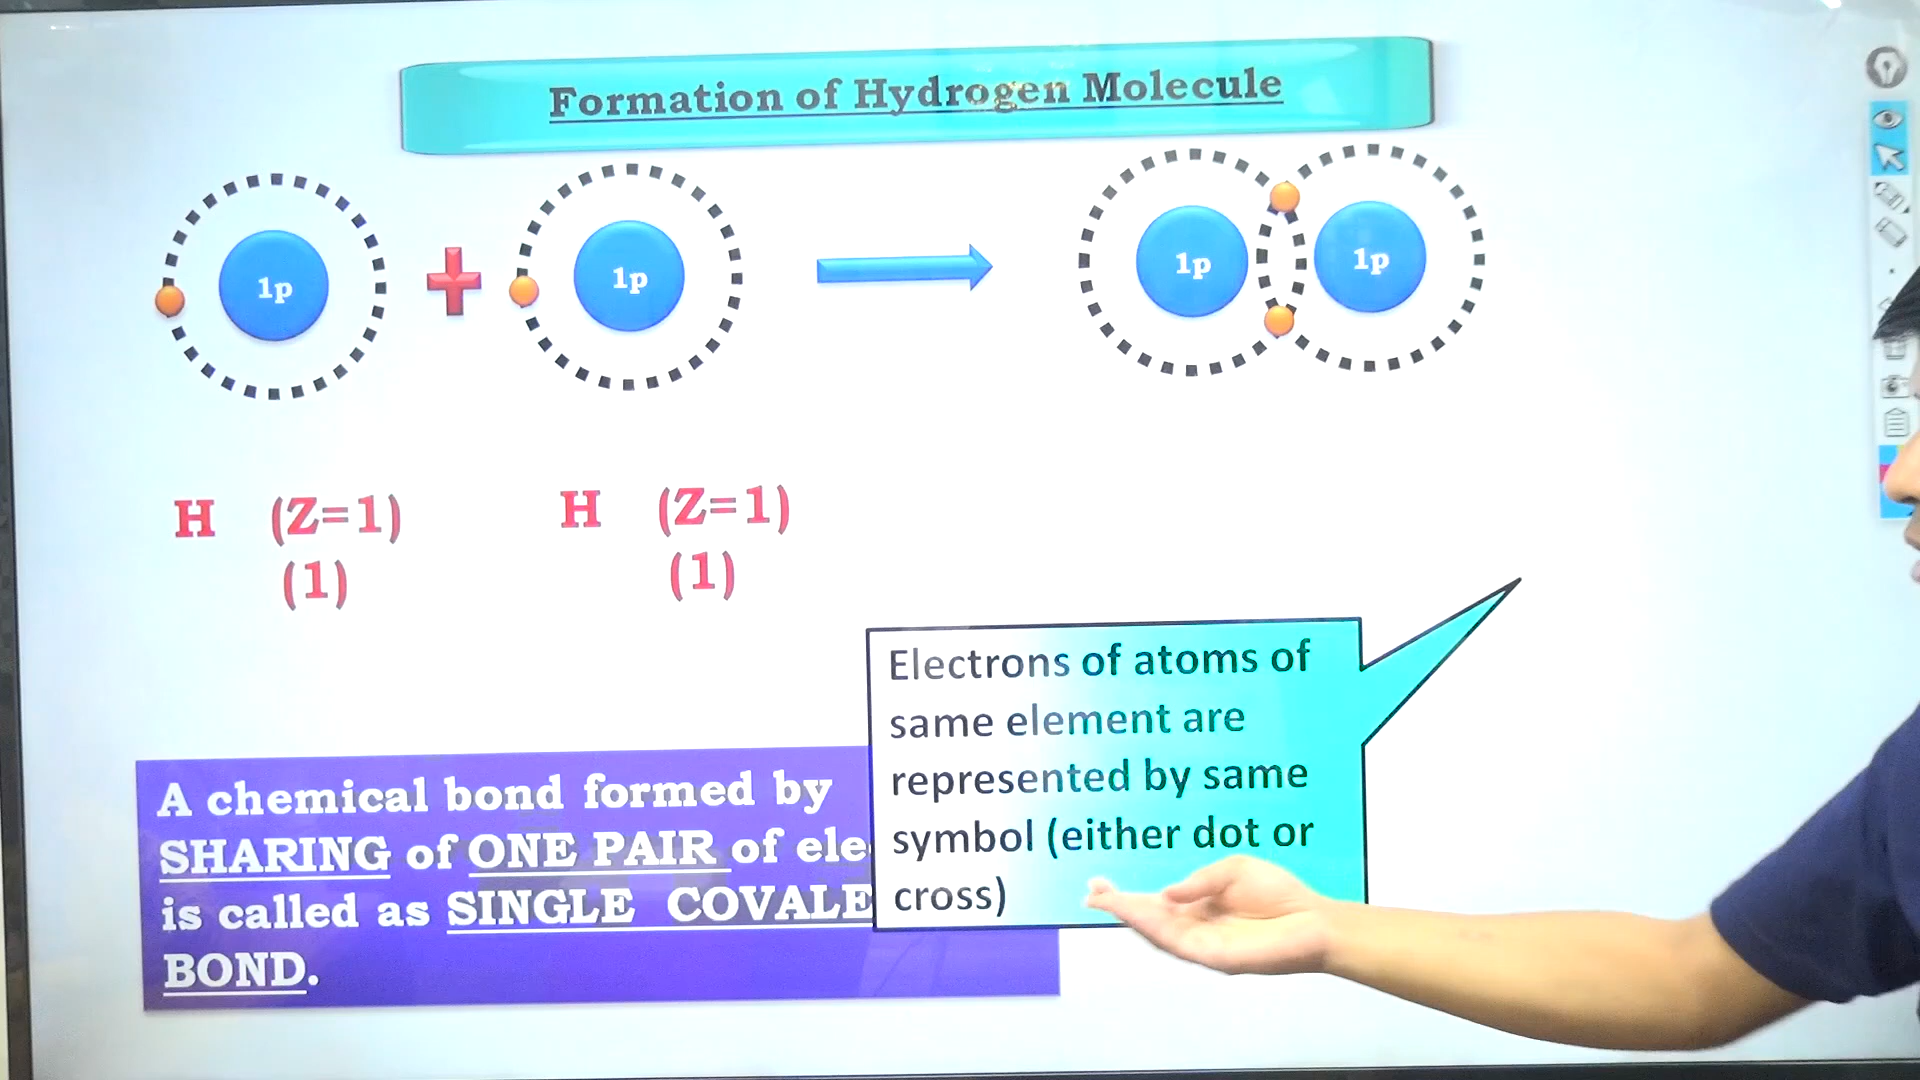 Formation of Hydrogen Molecule
1p
1p
1p
1p
H (Z=1)
(1)
H (Z=1)
(1)
Electrons of atoms of
same element are
represented by same
symbol (either dot or
cross)
A chemical bond formed by
SHARING of ONE PAIR of ele
is called as SINGLE COVALE
BOND.